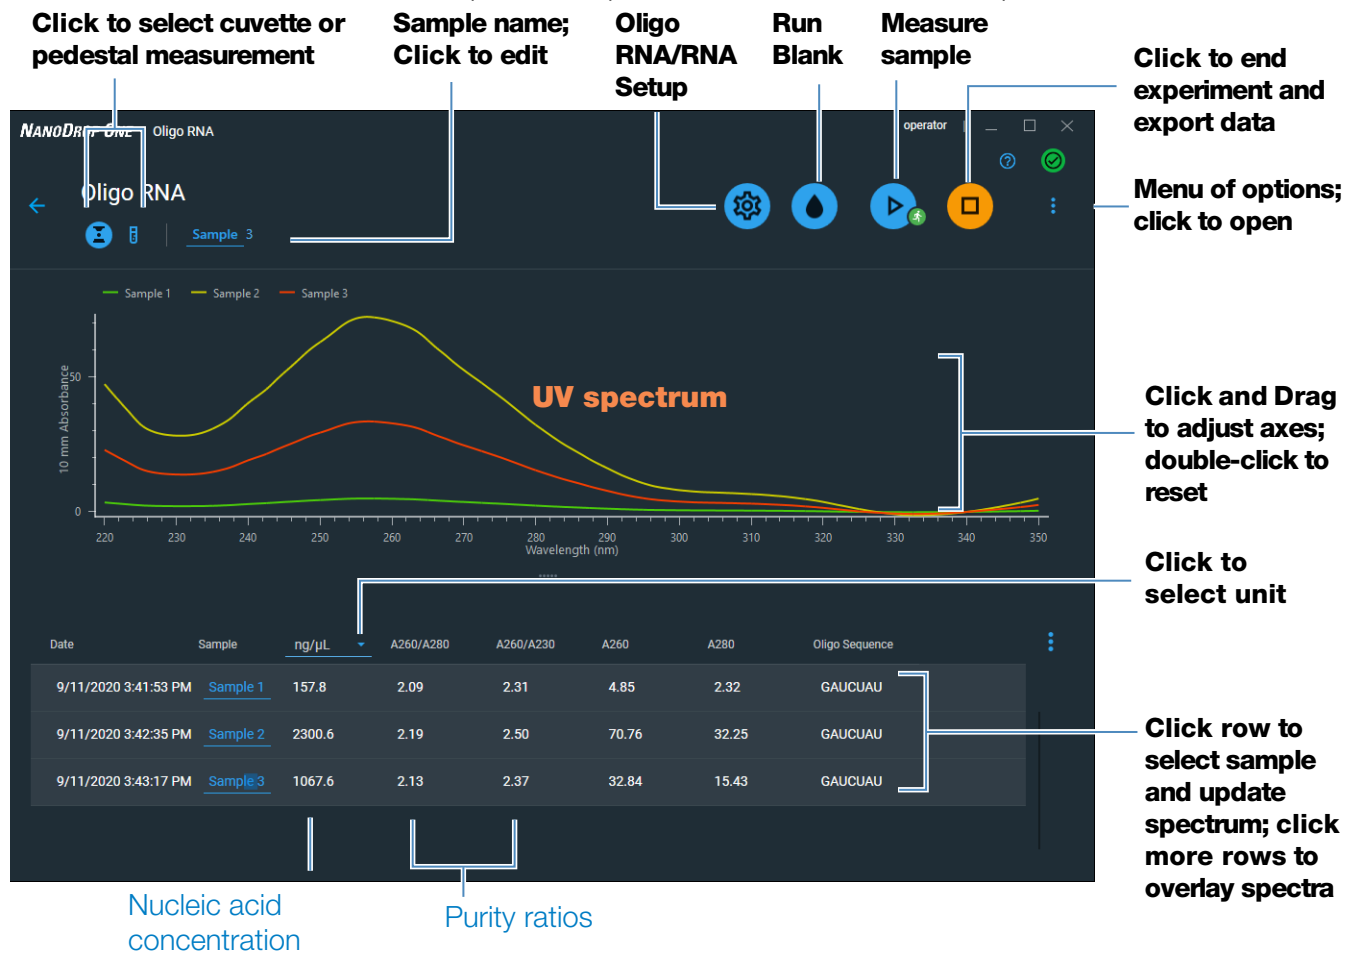 Click to select cuvette or
pedestal measurement
Sample name;
Click to edit
Oligo
RNA/RNA
Setup
Run
Blank
Measure
sample
Click to end
experiment and
export data
NANODROP ONE
Oligo RNA
operator
Oligo RNA
Menu of options;
click to open
Sample 3
Sample 1
Sample 2
Sample 3
UV spectrum
10 mm Absorbance
50
0
220 230 240 250 260 270 280 290 300 310 320 330 340 350
Wavelength (nm)
Click and Drag
to adjust axes;
double-click to
reset
Click to
select unit
Date Sample ng/µL A260/A280 A260/A230 A260 A280 Oligo Sequence
9/11/2020 3:41:53 PM Sample 1 157.8 2.09 2.31 4.85 2.32 GAUCUAU
9/11/2020 3:42:35 PM Sample 2 2300.6 2.19 2.50 70.76 32.25 GAUCUAU
9/11/2020 3:43:17 PM Sample 3 1067.6 2.13 2.37 32.84 15.43 GAUCUAU
Click row to
select sample
and update
spectrum; click
more rows to
overlay spectra
Nucleic acid
concentration
Purity ratios